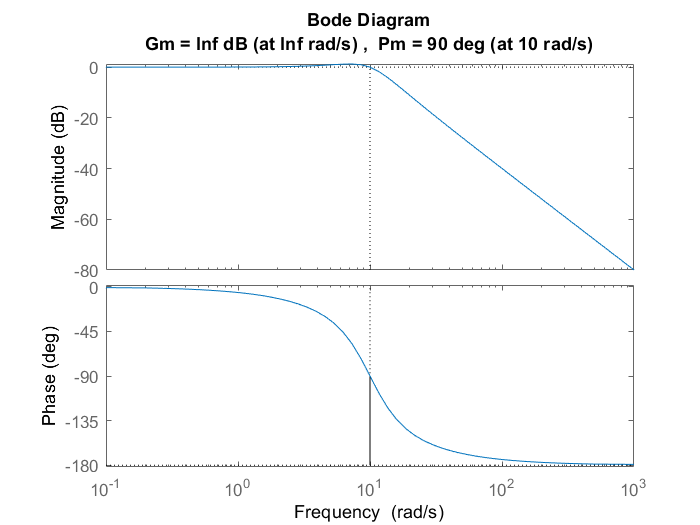 Bode Diagram
Gm = Inf dB (at Inf rad/s) , Pm = 90 deg (at 10 rad/s)
0
-20
-40
-60
-80
Magnitude (dB)
0
-45
-90
-135
-180
Phase (deg)
10^-1 10^0 10^1 10^2 10^3
Frequency (rad/s)